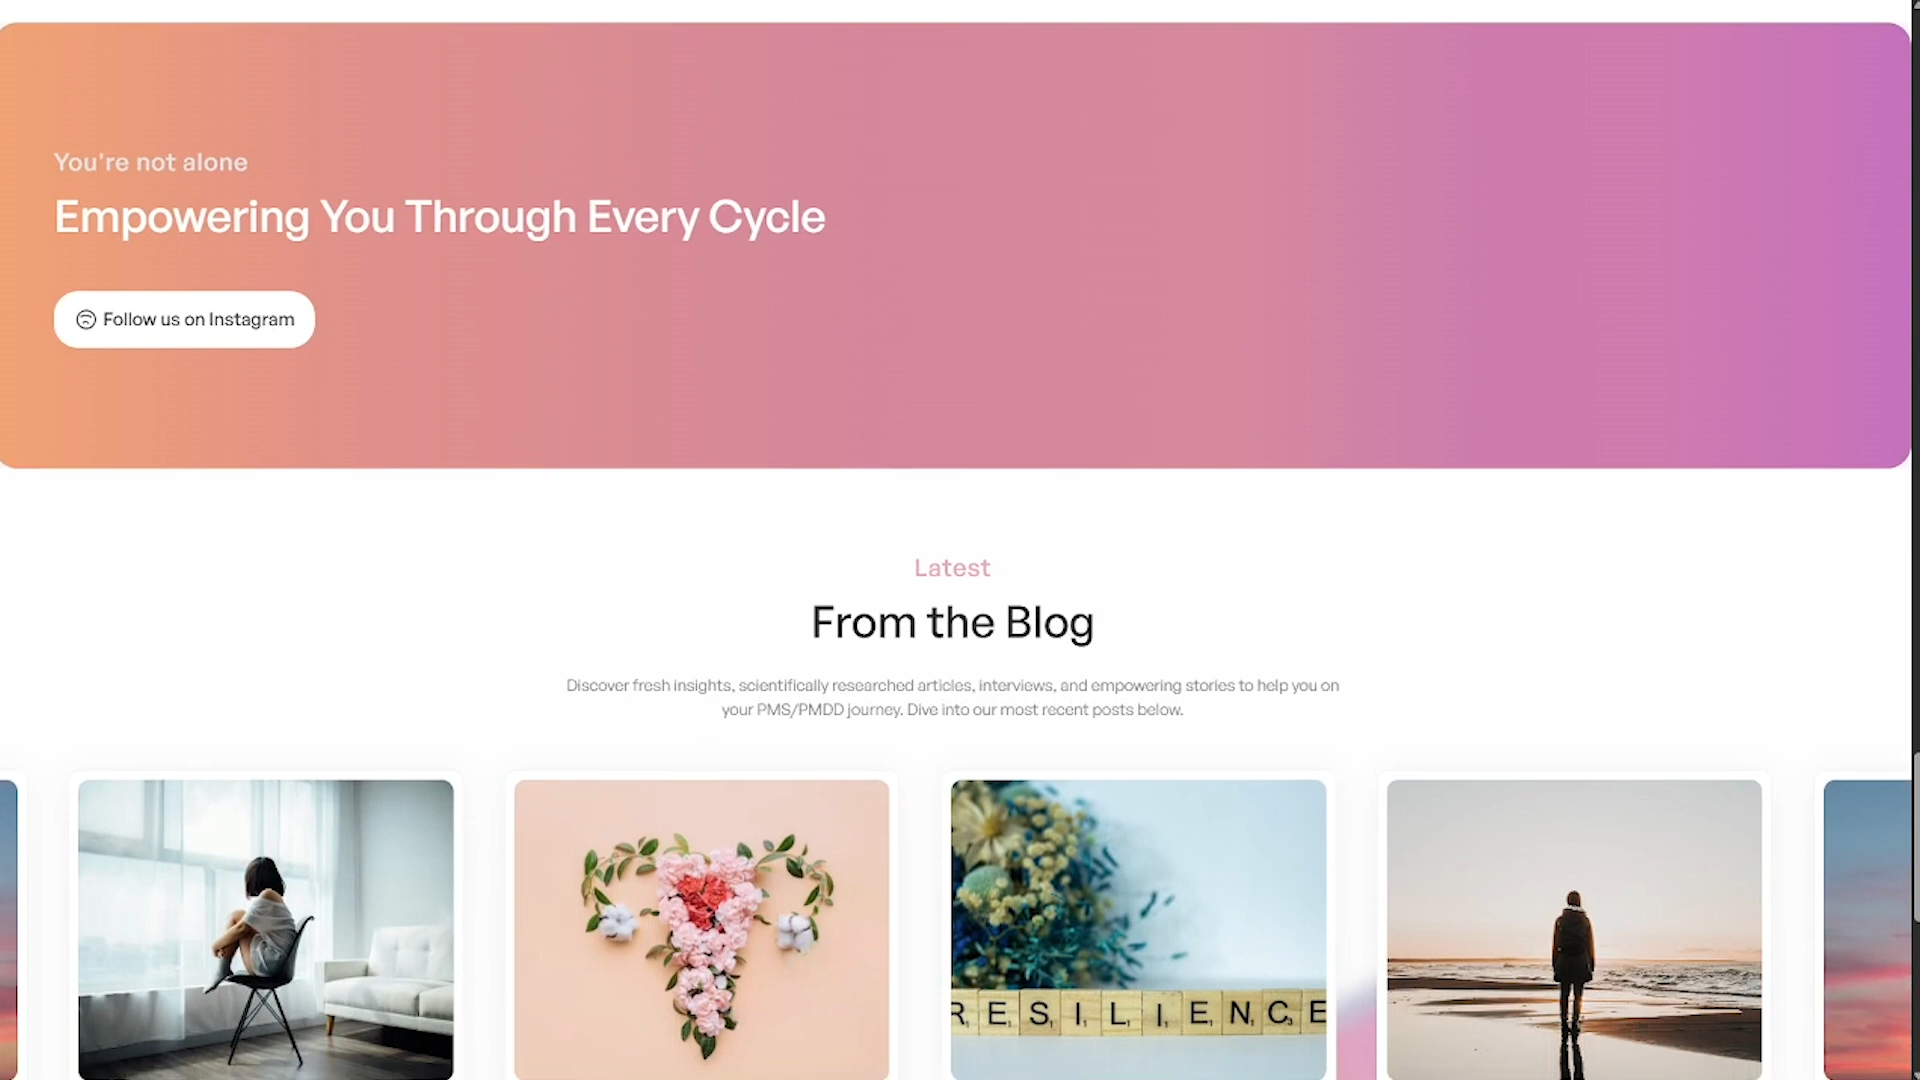 You're not alone
Empowering You Through Every Cycle
Follow us on Instagram
Latest
From the Blog
Discover fresh insights, scientifically researched articles, interviews, and empowering stories to help you on
your PMS/PMDD journey. Dive into our most recent posts below.
RESILIENCE